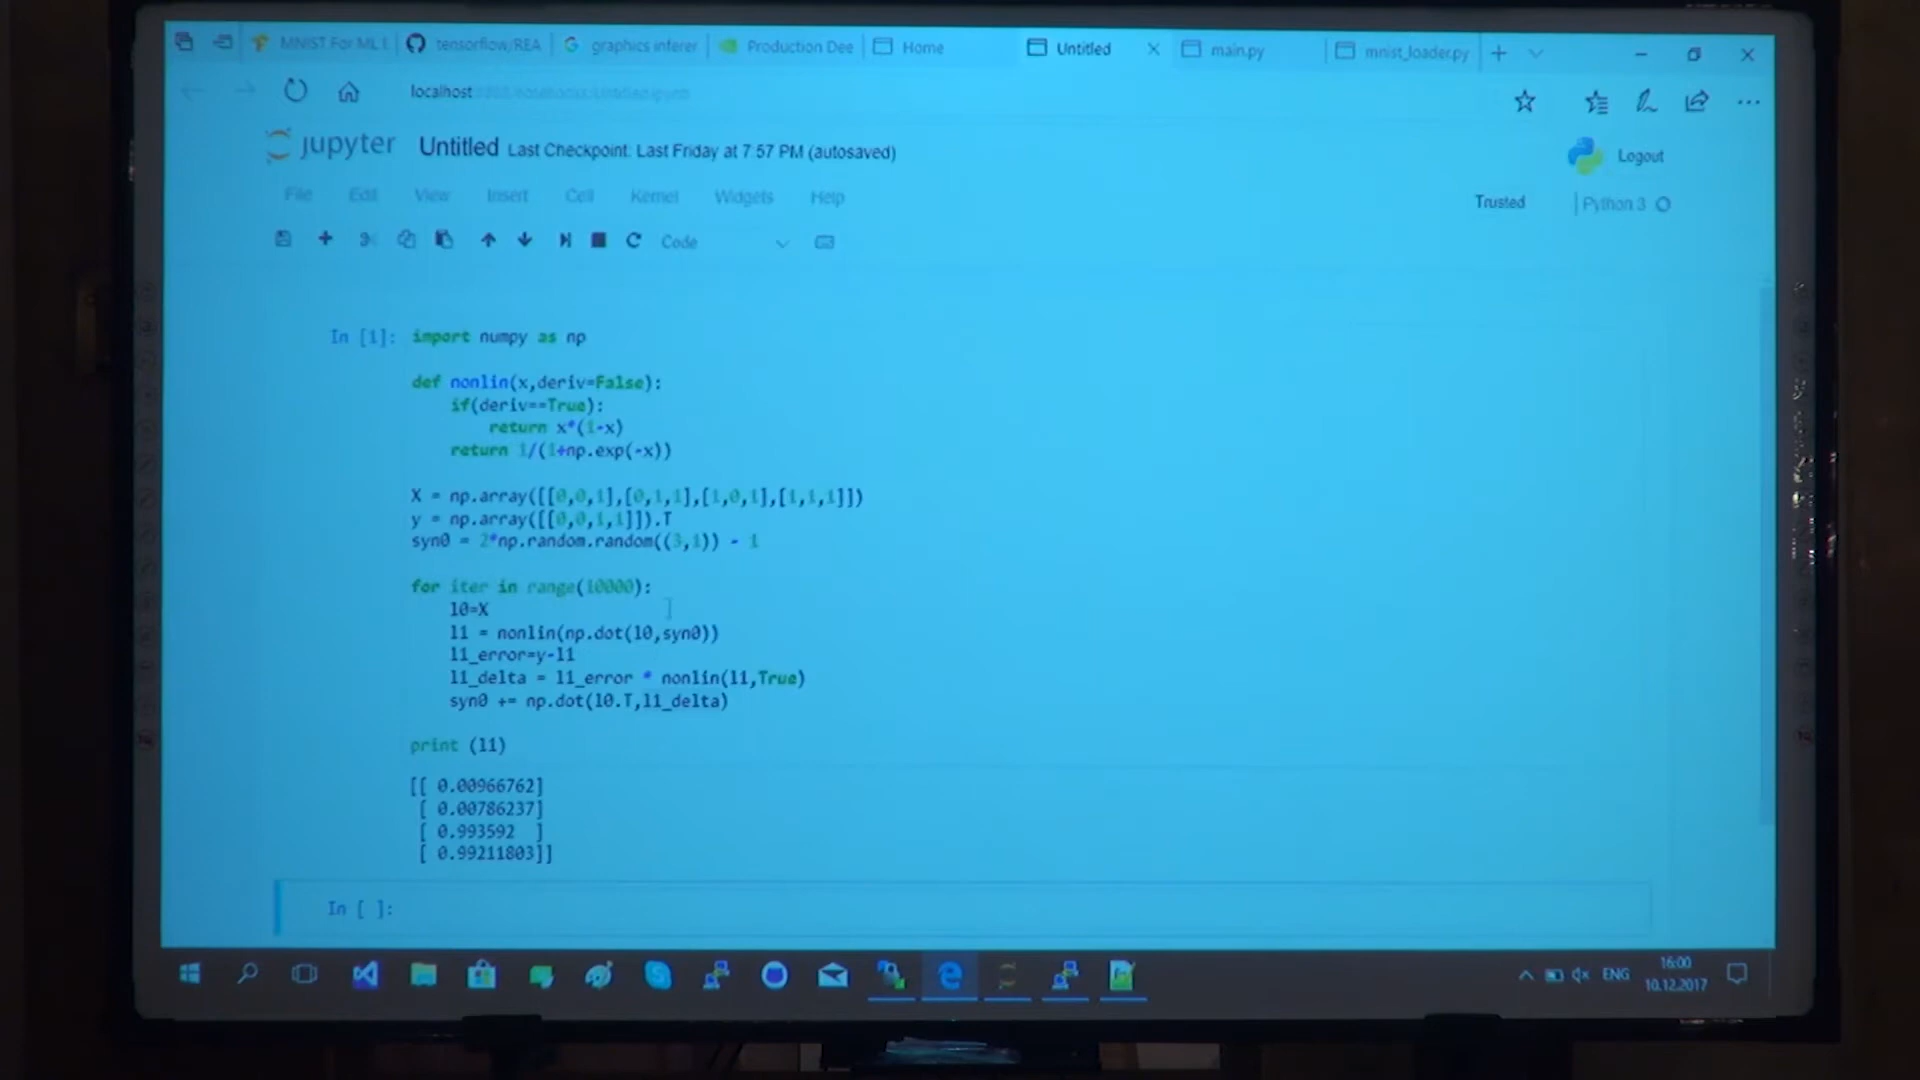 MNIST For ML tensorflow/REA graphics inferer Production Dee Home Untitled main.py mnist_loader.py
localhost
jupyter Untitled Last Checkpoint: Last Friday at 7:57 PM (autosaved) Logout
File Edit View Insert Cell Kernel Widgets Help Trusted Python 3
Code
In [1]: import numpy as np
def nonlin(x,deriv=False):
if(deriv==True):
return x*(1-x)
return 1/(1+np.exp(-x))
X = np.array([[0,0,1],[0,1,1],[1,0,1],[1,1,1]])
y = np.array([[0,0,1,1]]).T
syn0 = 2*np.random.random((3,1)) - 1
for iter in range(10000):
l0=X
l1 = nonlin(np.dot(l0,syn0))
l1_error=y-l1
l1_delta = l1_error * nonlin(l1,True)
syn0 += np.dot(l0.T,l1_delta)
print (l1)
[[ 0.00966762]
[ 0.00786237]
[ 0.993592 ]
[ 0.99211803]]
In [ ]:
ENG 16:00
10.12.2017